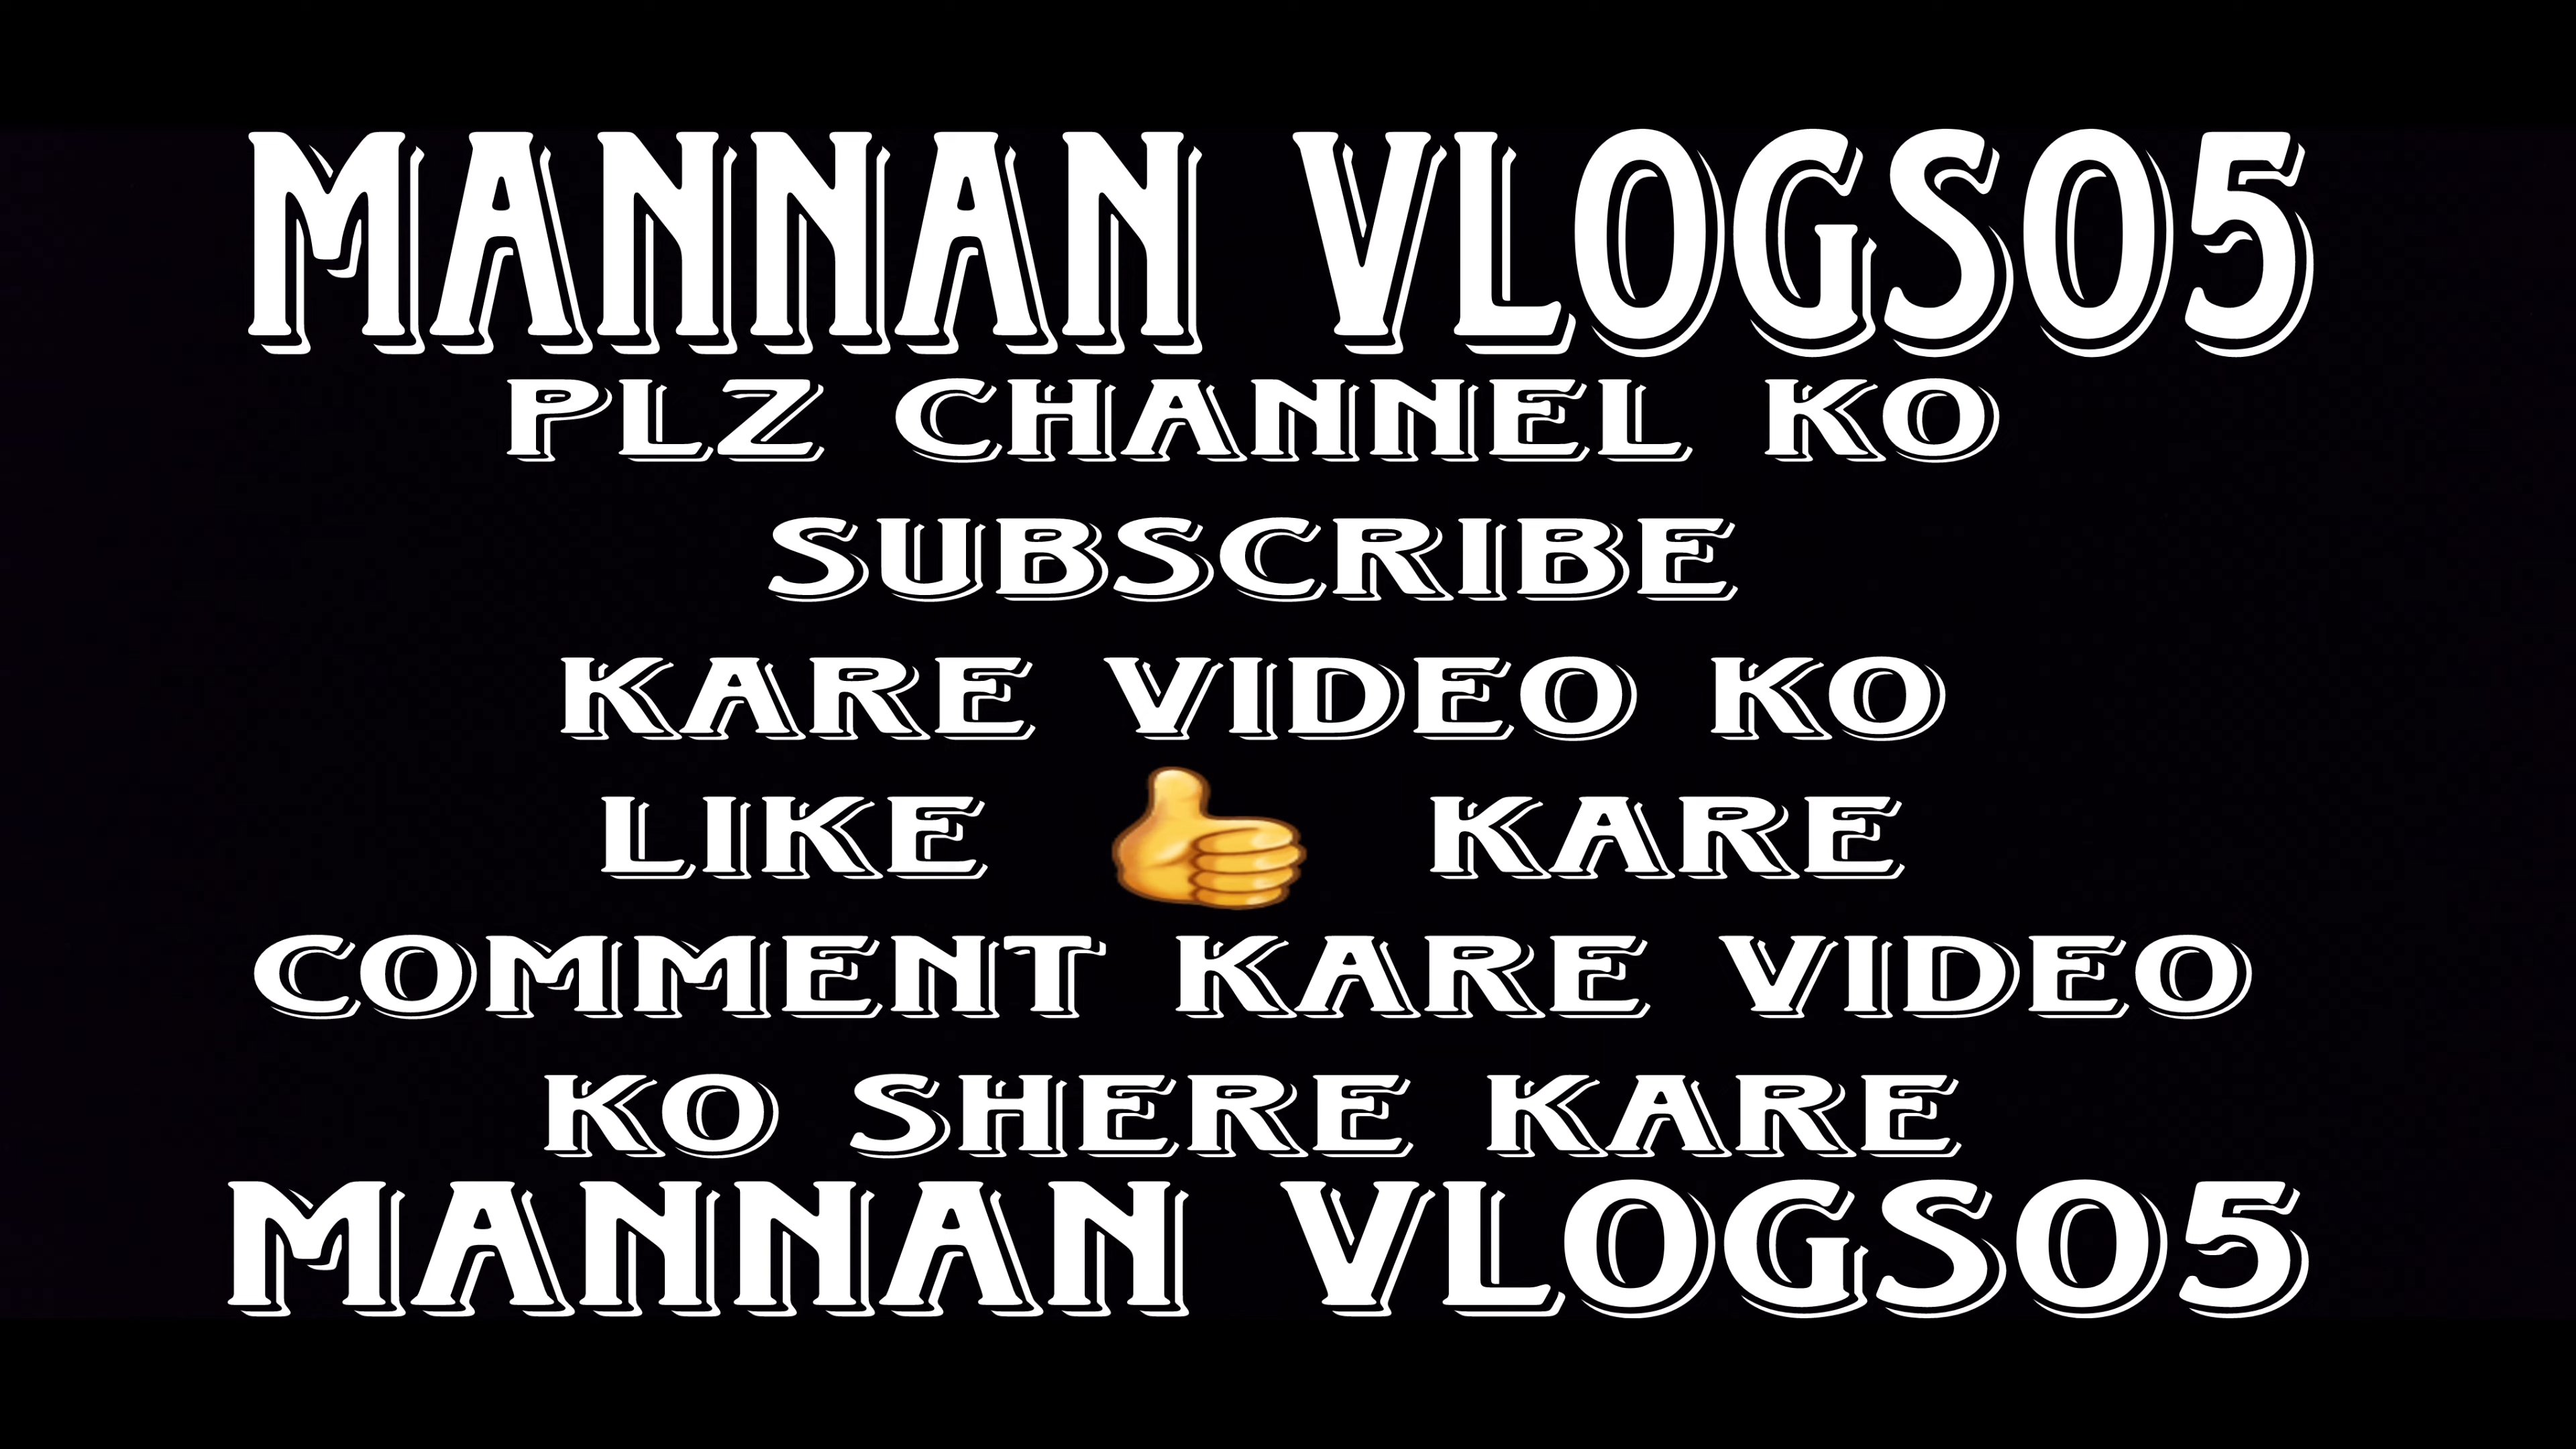 MANNAN VLOGS05
PLZ CHANNEL KO
SUBSCRIBE
KARE VIDEO KO
LIKE 👍 KARE
COMMENT KARE VIDEO
KO SHERE KARE
MANNAN VLOGS05